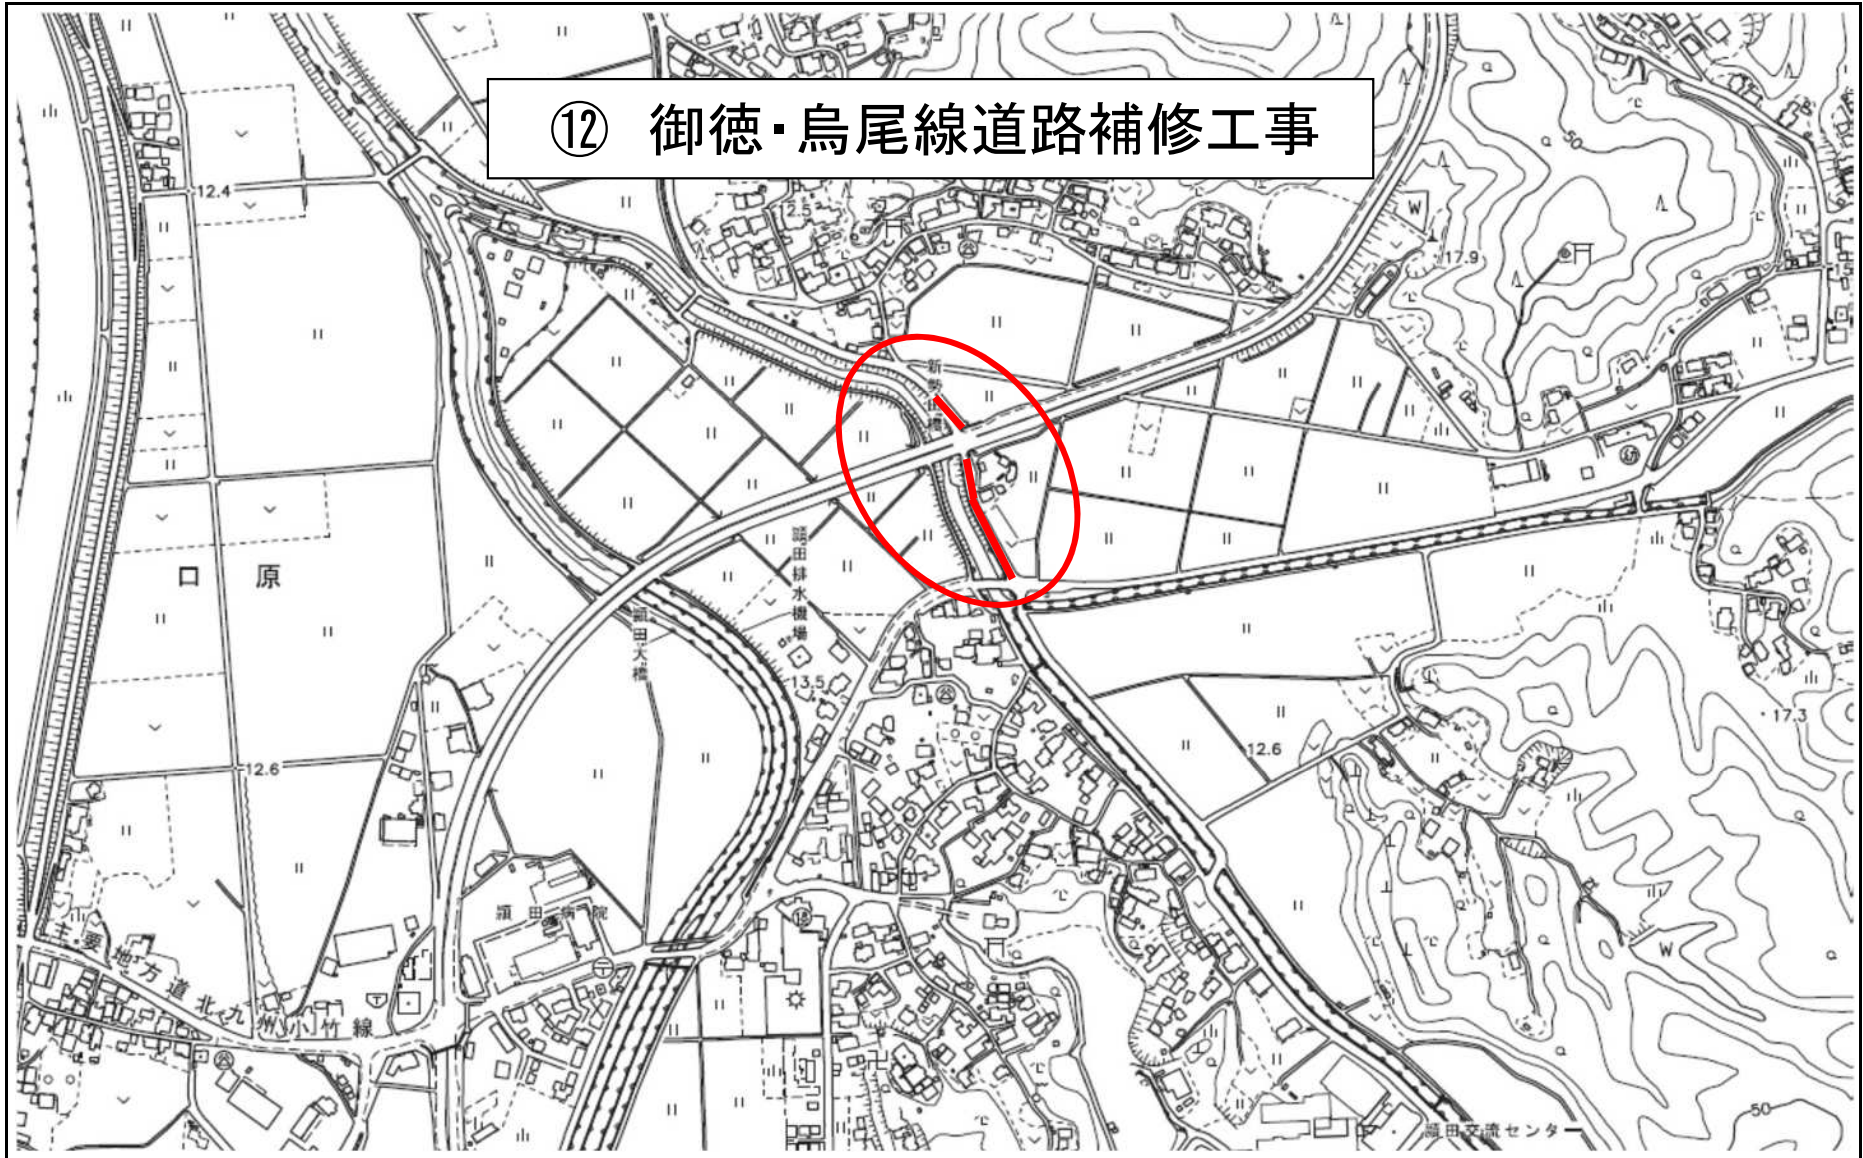 ⑫ 御徳・烏尾線道路補修工事
12.4
12.5
17.9
50
新勢田橋
口原
頴田排水機場
頴田大橋
13.5
12.6
12.6
17.3
W
W
頴田病院
主要地方道北九州小竹線
50
頴田交流センター